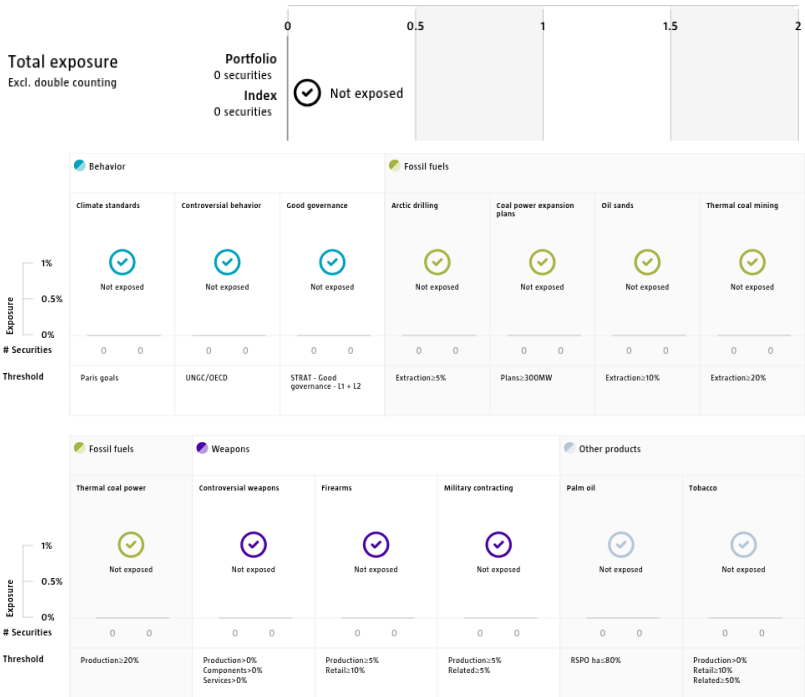 0 0.5 1 1.5 2
Total exposure
Excl. double counting
Portfolio
0 securities
Index
0 securities
Not exposed
Behavior Fossil fuels
Climate standards Controversial behavior Good governance Arctic drilling Coal power expansion plans Oil sands Thermal coal mining
Exposure
1%
0.5%
0%
Not exposed Not exposed Not exposed Not exposed Not exposed Not exposed Not exposed
# Securities 0 0 0 0 0 0 0 0 0 0 0 0 0 0
Threshold Paris goals UNGC/OECD STRAT - Good governance - L1 + L2 Extraction≥5% Plans≥300MW Extraction≥10% Extraction≥20%
Fossil fuels Weapons Other products
Thermal coal power Controversial weapons Firearms Military contracting Palm oil Tobacco
Exposure
1%
0.5%
0%
Not exposed Not exposed Not exposed Not exposed Not exposed Not exposed
# Securities 0 0 0 0 0 0 0 0 0 0 0 0
Threshold Production≥20% Production>0% Production≥5% Production≥5% RSPO ha≤80% Production>0%
Components>0% Retail≥10% Related≥5% Retail≥10%
Services>0% Related≥50%